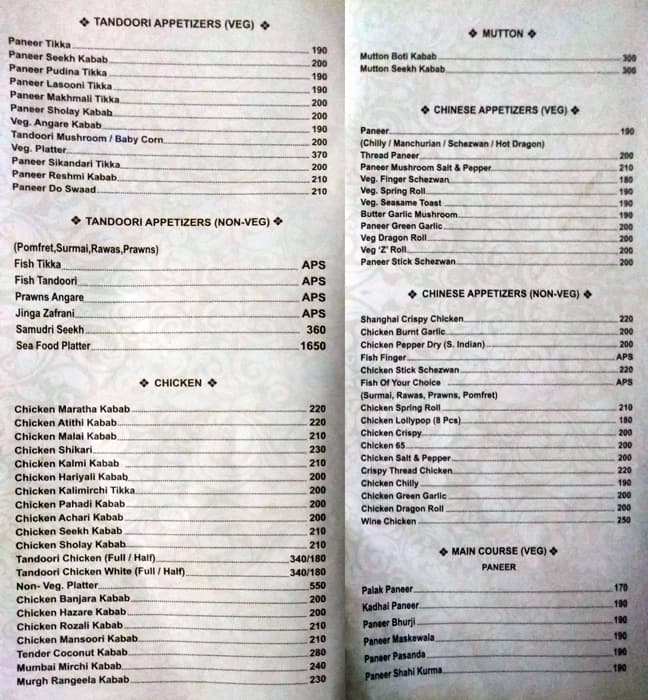 TANDOORI APPETIZERS (VEG)
Paneer Tikka 190
Paneer Seekh Kabab 200
Paneer Pudina Tikka 190
Paneer Lasooni Tikka 190
Paneer Makhmali Tikka 200
Paneer Sholay Kabab 200
Veg. Angare Kabab 190
Tandoori Mushroom / Baby Corn 200
Veg. Platter 370
Paneer Sikandari Tikka 200
Paneer Reshmi Kabab 210
Paneer Do Swaad 210
TANDOORI APPETIZERS (NON-VEG)
(Pomfret,Surmai,Rawas,Prawns)
Fish Tikka APS
Fish Tandoori APS
Prawns Angare APS
Jinga Zafrani APS
Samudri Seekh 360
Sea Food Platter 1650
CHICKEN
Chicken Maratha Kabab 220
Chicken Atithi Kabab 220
Chicken Malai Kabab 210
Chicken Shikari 230
Chicken Kalmi Kabab 210
Chicken Hariyali Kabab 200
Chicken Kalimirchi Tikka 200
Chicken Pahadi Kabab 200
Chicken Achari Kabab 200
Chicken Seekh Kabab 210
Chicken Sholay Kabab 210
Tandoori Chicken (Full / Half) 340/180
Tandoori Chicken White (Full / Half) 340/180
Non- Veg. Platter 550
Chicken Banjara Kabab 200
Chicken Hazare Kabab 200
Chicken Rozali Kabab 210
Chicken Mansoori Kabab 210
Tender Coconut Kabab 280
Mumbai Mirchi Kabab 240
Murgh Rangeela Kabab 230
MUTTON
Mutton Boti Kabab 300
Mutton Seekh Kabab 300
CHINESE APPETIZERS (VEG)
Paneer 190
(Chilly / Manchurian / Schezwan / Hot Dragon)
Thread Paneer 200
Paneer Mushroom Salt & Pepper 210
Veg. Finger Schezwan 180
Veg. Spring Roll 190
Veg. Seasame Toast 190
Butter Garlic Mushroom 190
Paneer Green Garlic 200
Veg Dragon Roll 200
Veg 'Z' Roll 200
Paneer Stick Schezwan 200
CHINESE APPETIZERS (NON-VEG)
Shanghai Crispy Chicken 220
Chicken Burnt Garlic 200
Chicken Pepper Dry (S. Indian) 200
Fish Finger APS
Chicken Stick Schezwan 220
Fish Of Your Choice APS
(Surmai, Rawas, Prawns, Pomfret)
Chicken Spring Roll 210
Chicken Lollypop (8 Pcs) 180
Chicken Crispy 200
Chicken 65 200
Chicken Salt & Pepper 200
Crispy Thread Chicken 220
Chicken Chilly 190
Chicken Green Garlic 200
Chicken Dragon Roll 200
Wine Chicken 250
MAIN COURSE (VEG)
PANEER
Palak Paneer 170
Kadhai Paneer 190
Paneer Bhurji 190
Paneer Maskewala 190
Paneer Pasanda 190
Paneer Shahi Kurma 190